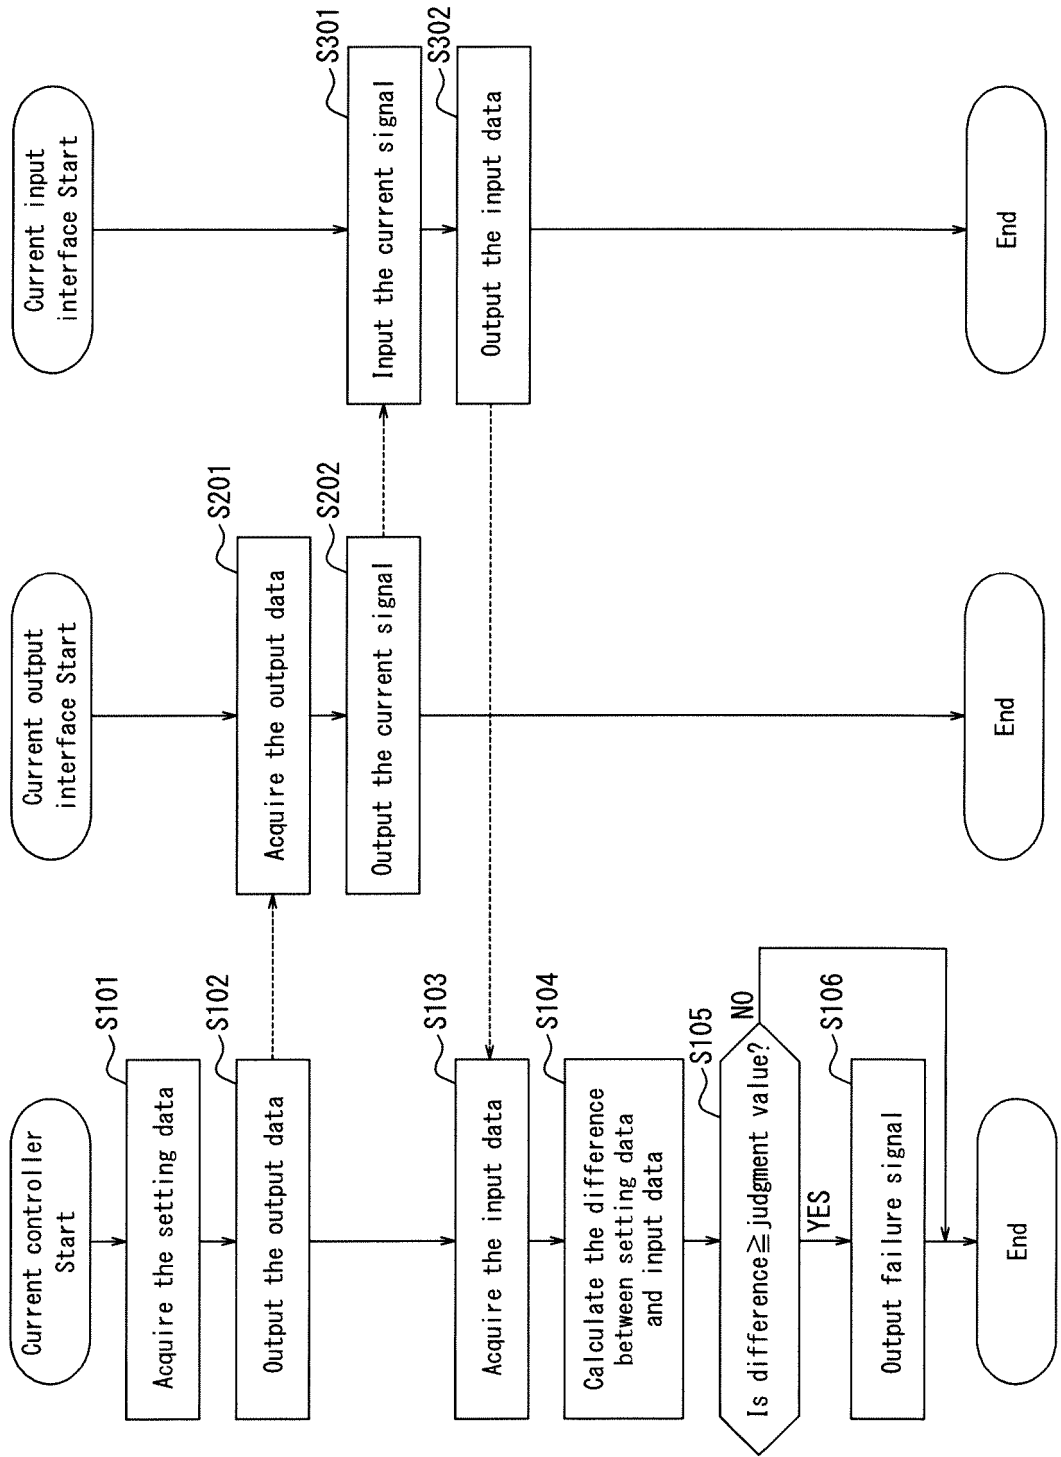 Current controller
Start
S101
Acquire the setting data
S102
Output the output data
S103
Acquire the input data
S104
Calculate the difference
between setting data
and input data
S105
Is difference≧judgment value?
NO
YES
S106
Output failure signal
End
Current output
interface Start
S201
Acquire the output data
S202
Output the current signal
End
Current input
interface Start
S301
Input the current signal
S302
Output the input data
End